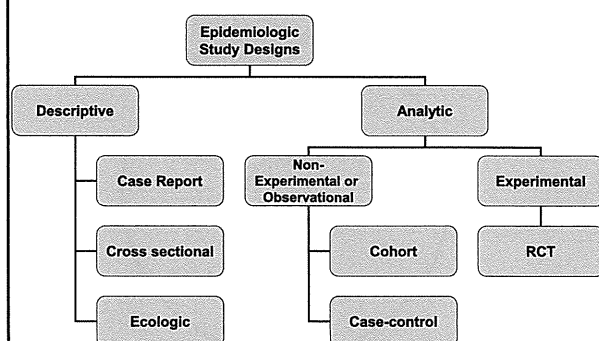 Epidemiologic
Study Designs
Descriptive
Analytic
Case Report
Non-
Experimental or
Observational
Experimental
Cross sectional
Cohort
RCT
Ecologic
Case-control